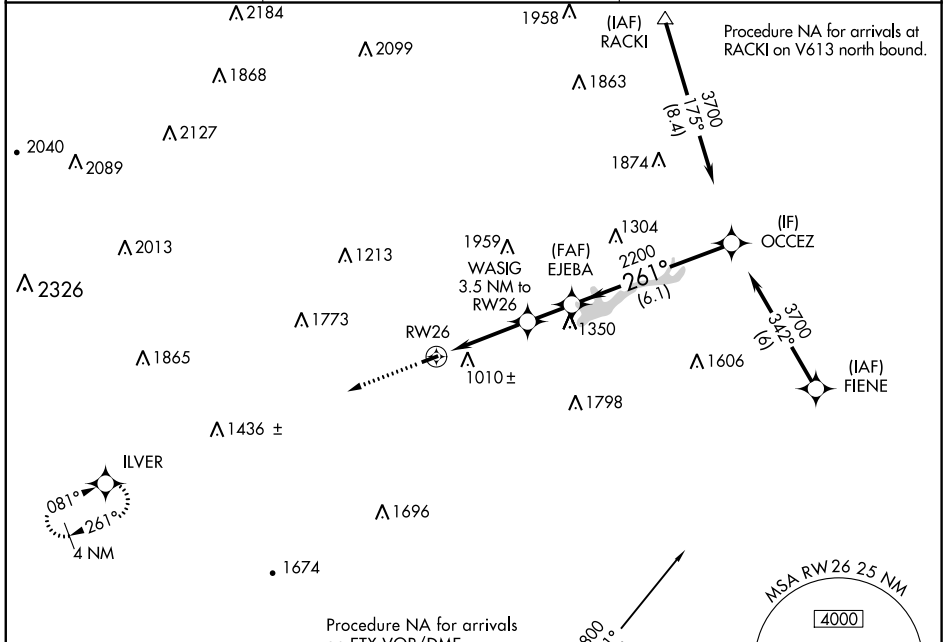 2184
1958
(IAF)
RACKI
Procedure NA for arrivals at
RACKI on V613 north bound.
2099
1868
1863
3700
175°
(8.4)
2127
2040
2089
1874
2013
1213
1959
1304
(IF)
OCCEZ
(FAF)
EJEBA
2200
261°
(6.1)
WASIG
3.5 NM to
RW26
2326
1773
1350
3700
342°
(6)
RW26
1865
1010 ±
1606
(IAF)
FIENE
1798
1436 ±
ILVER
081°
261°
4 NM
1696
1674
MSA RW 26 25 NM
4000
Procedure NA for arrivals